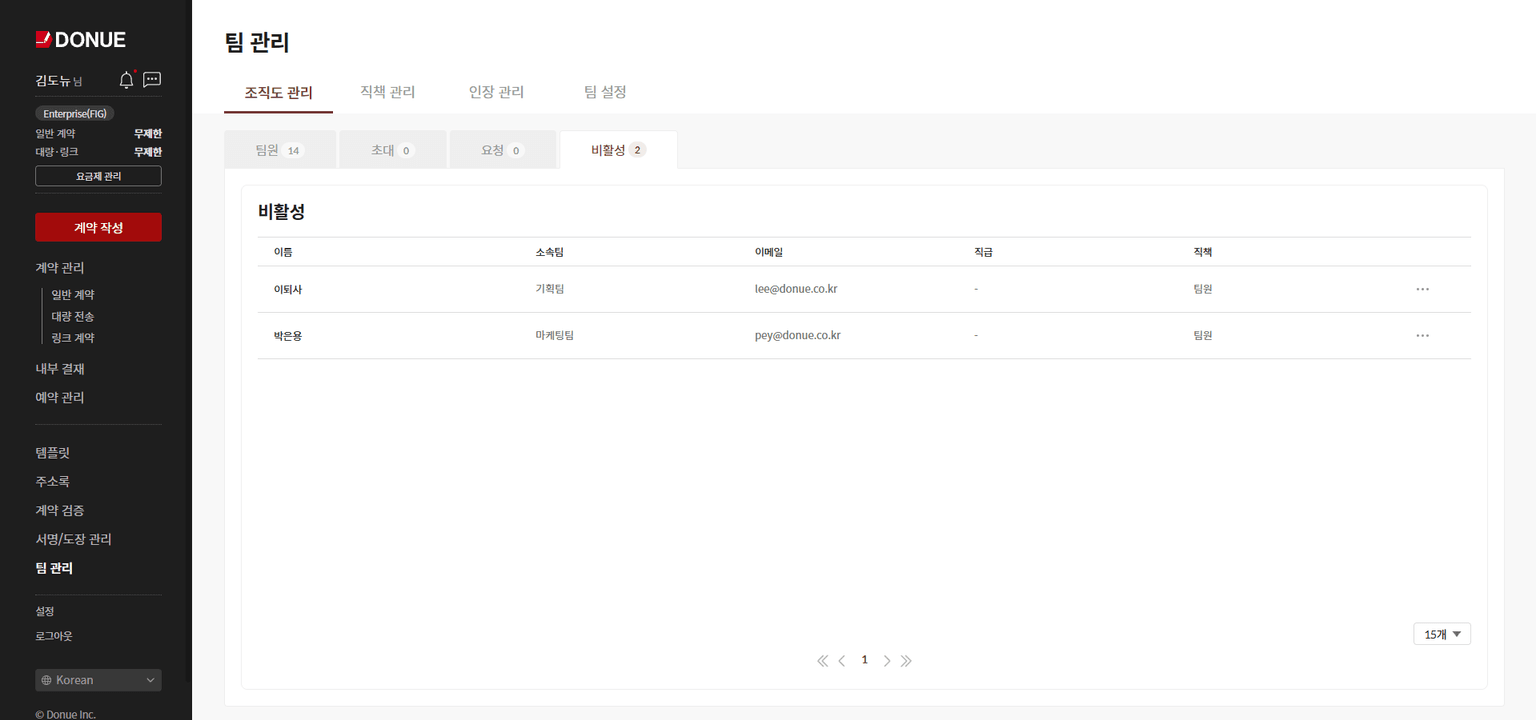 DONUE
김도뉴 님
Enterprise(FIG)
일반 계약 무제한
대량·링크 무제한
요금제 관리
계약 작성
계약 관리
일반 계약
대량 전송
링크 계약
내부 결재
예약 관리
템플릿
주소록
계약 검증
서명/도장 관리
팀 관리
설정
로그아웃
Korean
© Donue Inc.
팀 관리
조직도 관리 직책 관리 인장 관리 팀 설정
팀원 14 초대 0 요청 0 비활성 2
비활성
이름 소속팀 이메일 직급 직책
이퇴사 기획팀 lee@donue.co.kr - 팀원 ···
박은용 마케팅팀 pey@donue.co.kr - 팀원 ···
15개
1